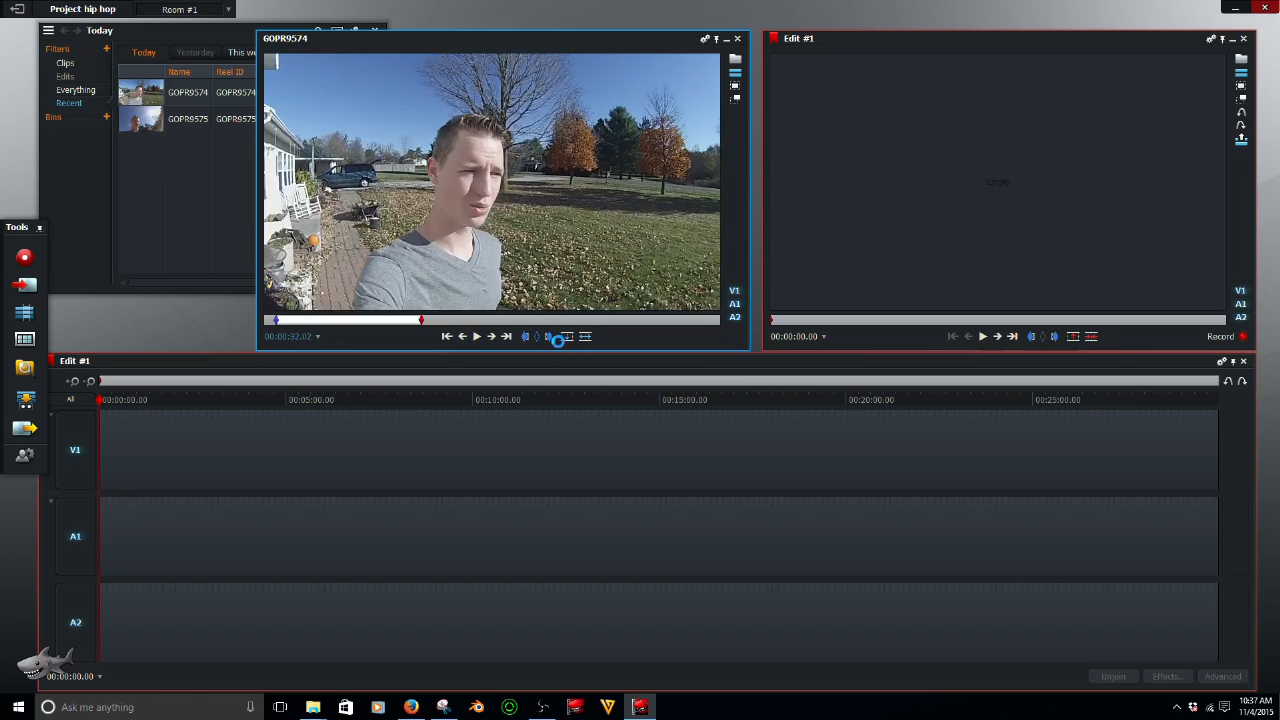 Project hip hop
Room #1
Today
GOPR9574
Edit #1
Filters
Today
Yesterday
This we
Clips
Name
Reel ID
Edits
Everything
GOPR9574
GOPR9574
Recent
Bins
GOPR9575
GOPR9575
Empty
Tools
V1
A1
A2
V1
A1
A2
00:00:32.02
00:00:00.00
Record
Edit #1
All
00:00:00.00
00:05:00.00
00:10:00.00
00:15:00.00
00:20:00.00
00:25:00.00
V1
A1
A2
00:00:00.00
Unjoin
Effects..
Advanced
Ask me anything
10:37 AM
11/4/2015